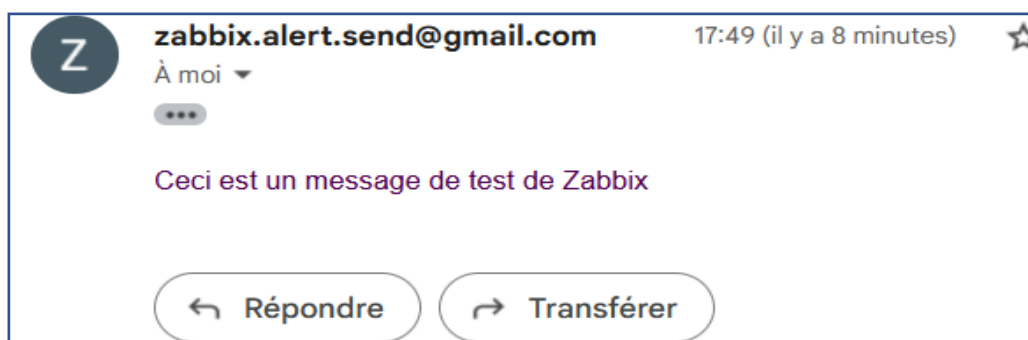 Z
zabbix.alert.send@gmail.com 17:49 (il y a 8 minutes)
À moi
Ceci est un message de test de Zabbix
Répondre Transférer